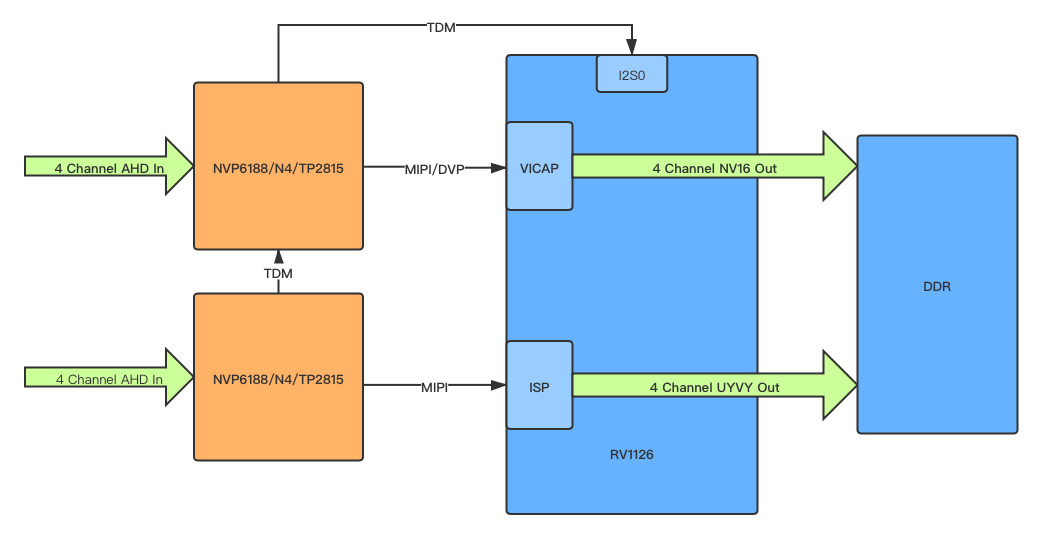 TDM
I2S0
4 Channel AHD In
NVP6188/N4/TP2815
MIPI/DVP
VICAP
4 Channel NV16 Out
TDM
DDR
4 Channel AHD In
NVP6188/N4/TP2815
MIPI
ISP
4 Channel UYVY Out
RV1126